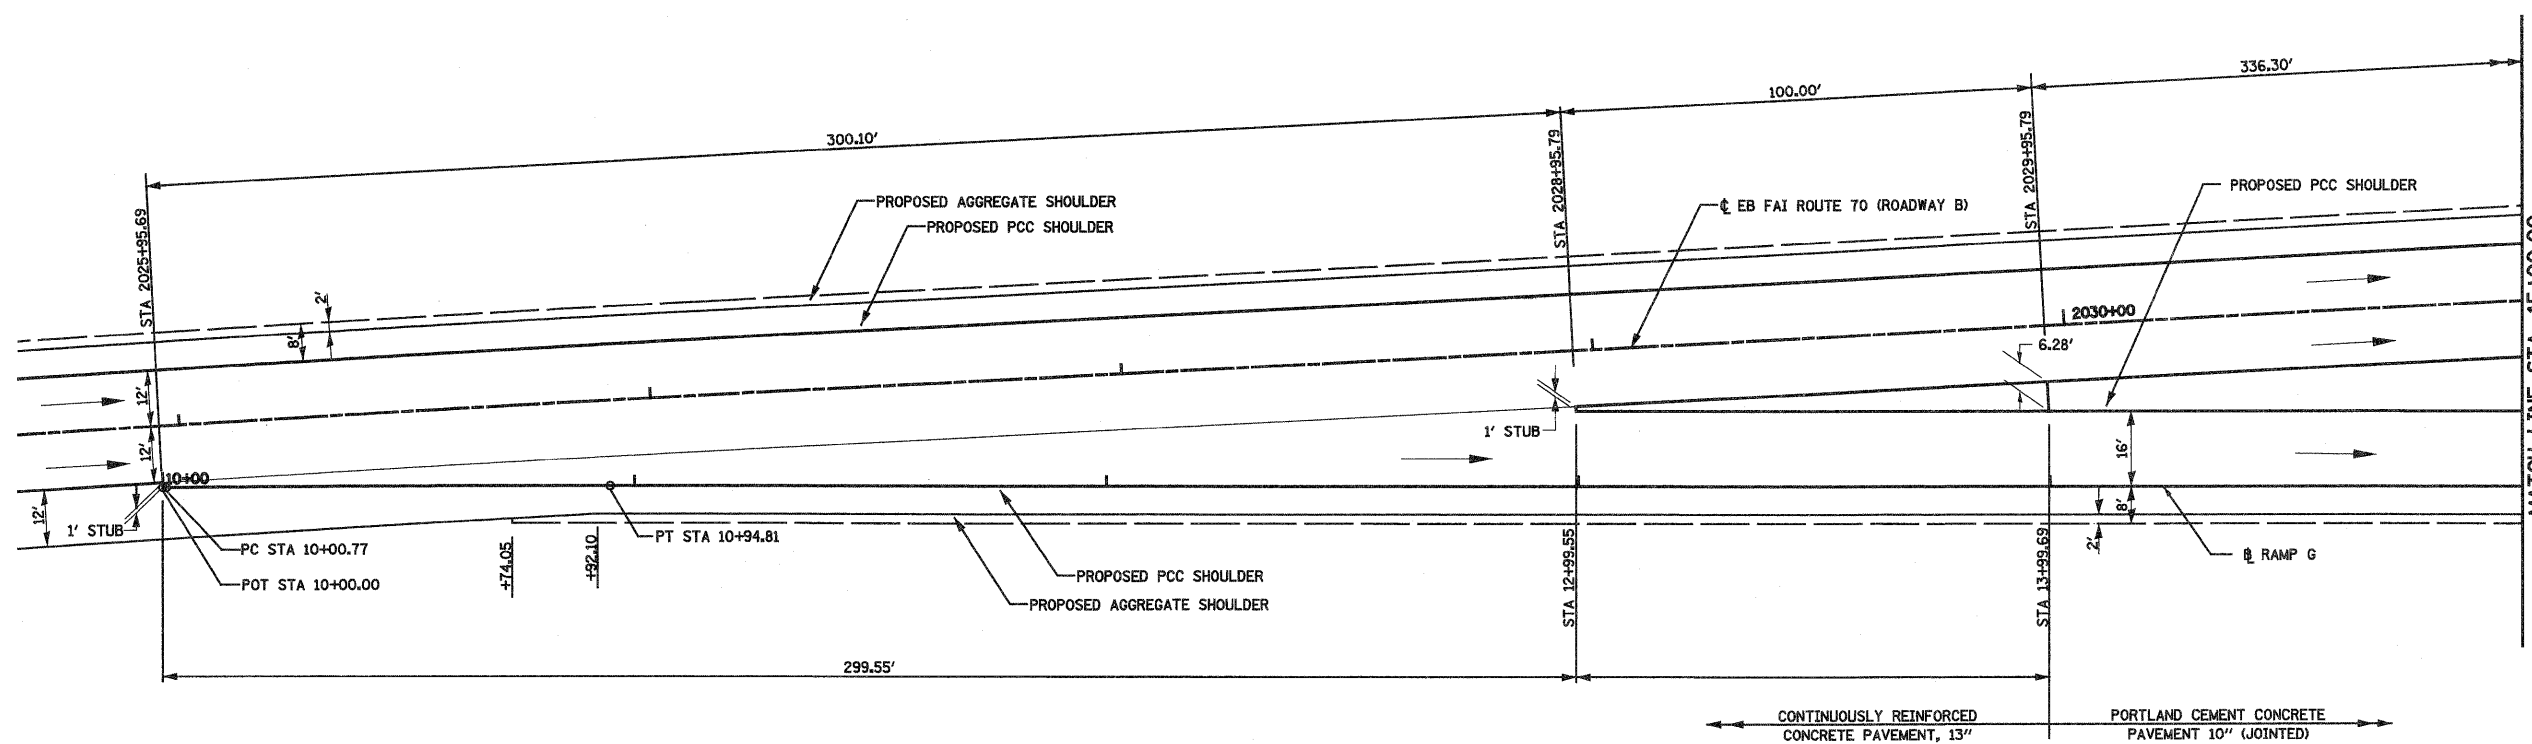 336.30'
100.00'
300.10'
STA 2025+95.69
STA 2028+95.79
STA 2029+95.79
PROPOSED AGGREGATE SHOULDER
PROPOSED PCC SHOULDER
℄ EB FAI ROUTE 70 (ROADWAY B)
PROPOSED PCC SHOULDER
2'
8'
2030+00
6.28'
12'
12'
1' STUB
16'
10+00
12'
1' STUB
8'
2'
PC STA 10+00.77
PT STA 10+94.81
POT STA 10+00.00
+74.05
+92.10
PROPOSED PCC SHOULDER
PROPOSED AGGREGATE SHOULDER
STA 12+99.55
STA 13+99.69
RAMP G
299.55'
CONTINUOUSLY REINFORCED
CONCRETE PAVEMENT, 13"
PORTLAND CEMENT CONCRETE
PAVEMENT 10" (JOINTED)